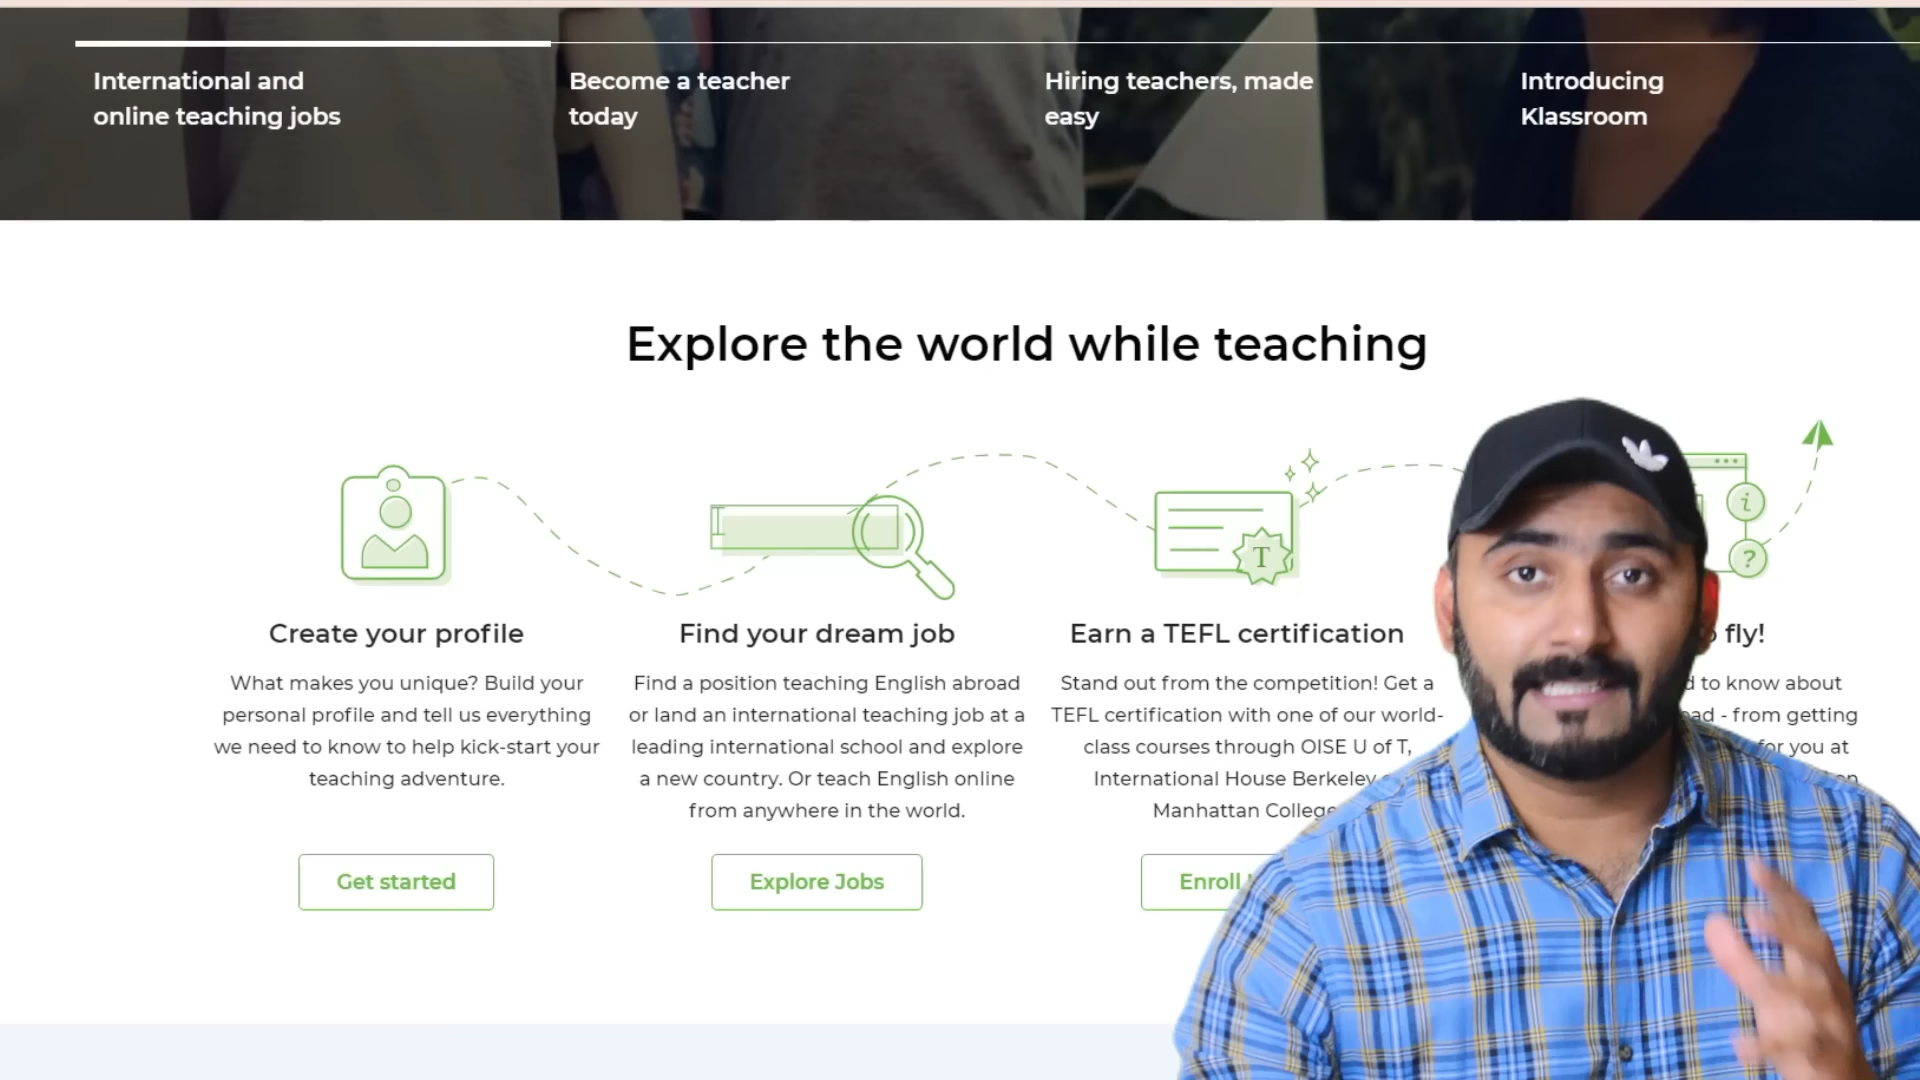 International and
online teaching jobs
Become a teacher
today
Hiring teachers, made
easy
Introducing
Klassroom
Explore the world while teaching
T
i
?
Create your profile
What makes you unique? Build your
personal profile and tell us everything
we need to know to help kick-start your
teaching adventure.
Get started
Find your dream job
Find a position teaching English abroad
or land an international teaching job at a
leading international school and explore
a new country. Or teach English online
from anywhere in the world.
Explore Jobs
Earn a TEFL certification
Stand out from the competition! Get a
TEFL certification with one of our world-
class courses through OISE U of T,
International House Berkeley
Manhattan College
Enroll
fly!
to know about
- from getting
for you at